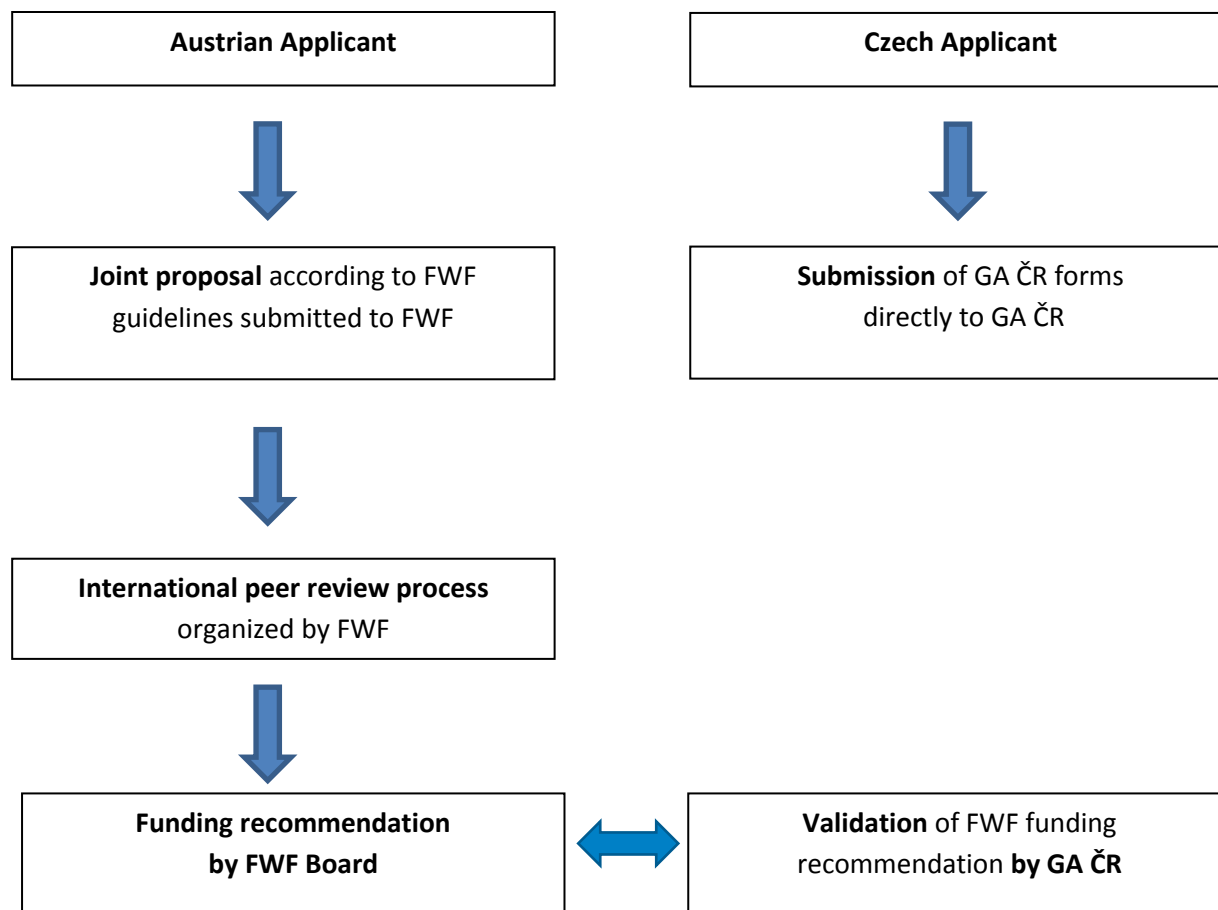 Austrian Applicant
Czech Applicant
Joint proposal according to FWF
guidelines submitted to FWF
Submission of GA ČR forms
directly to GA ČR
International peer review process
organized by FWF
Funding recommendation
by FWF Board
Validation of FWF funding
recommendation by GA ČR